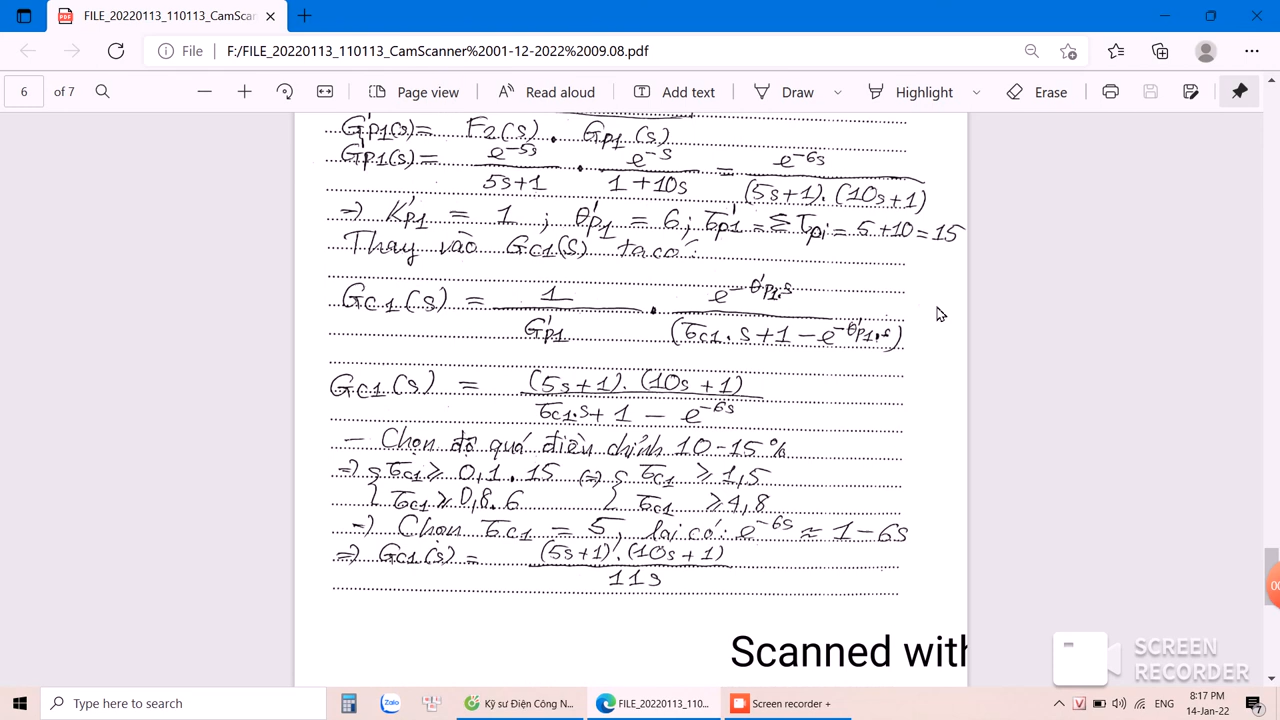 FILE_20220113_110113_CamScan
File F:/FILE_20220113_110113_CamScanner%2001-12-2022%2009.08.pdf
6 of 7 Page view Read aloud Add text Draw Highlight Erase
G'p1(s) = F2(s) . Gp1(s)
G'p1(s) = e^-5s / 5s+1 . e^-s / 1+10s = e^-6s / (5s+1).(10s+1)
=> K'p1 = 1 ; θ'p1 = 6; τ'p1 = Στpi = 5+10 = 15
Thay vào Gc1(s) ta có:
Gc1(s) = 1 / G'p1 . e^-θ'p1.s / (τc1.s+1-e^-θ'p1.s)
Gc1(s) = (5s+1).(10s+1) / τc1.s+1-e^-6s
- Chọn độ quá điều chỉnh 10-15%
=> { τc1 ≥ 0,1.15 (=) { τc1 ≥ 1,5
{ τc1 ≥ 0,8.6 { τc1 ≥ 4,8
=> Chọn τc1 = 5, lại có: e^-6s ≈ 1-6s
=> Gc1(s) = (5s+1).(10s+1) / 11s
Scanned with
SCREEN
RECORDER
00
Type here to search
Kỹ sư Điện Công N...
FILE_20220113_110...
Screen recorder +
Zalo
V
ENG
8:17 PM
14-Jan-22
7